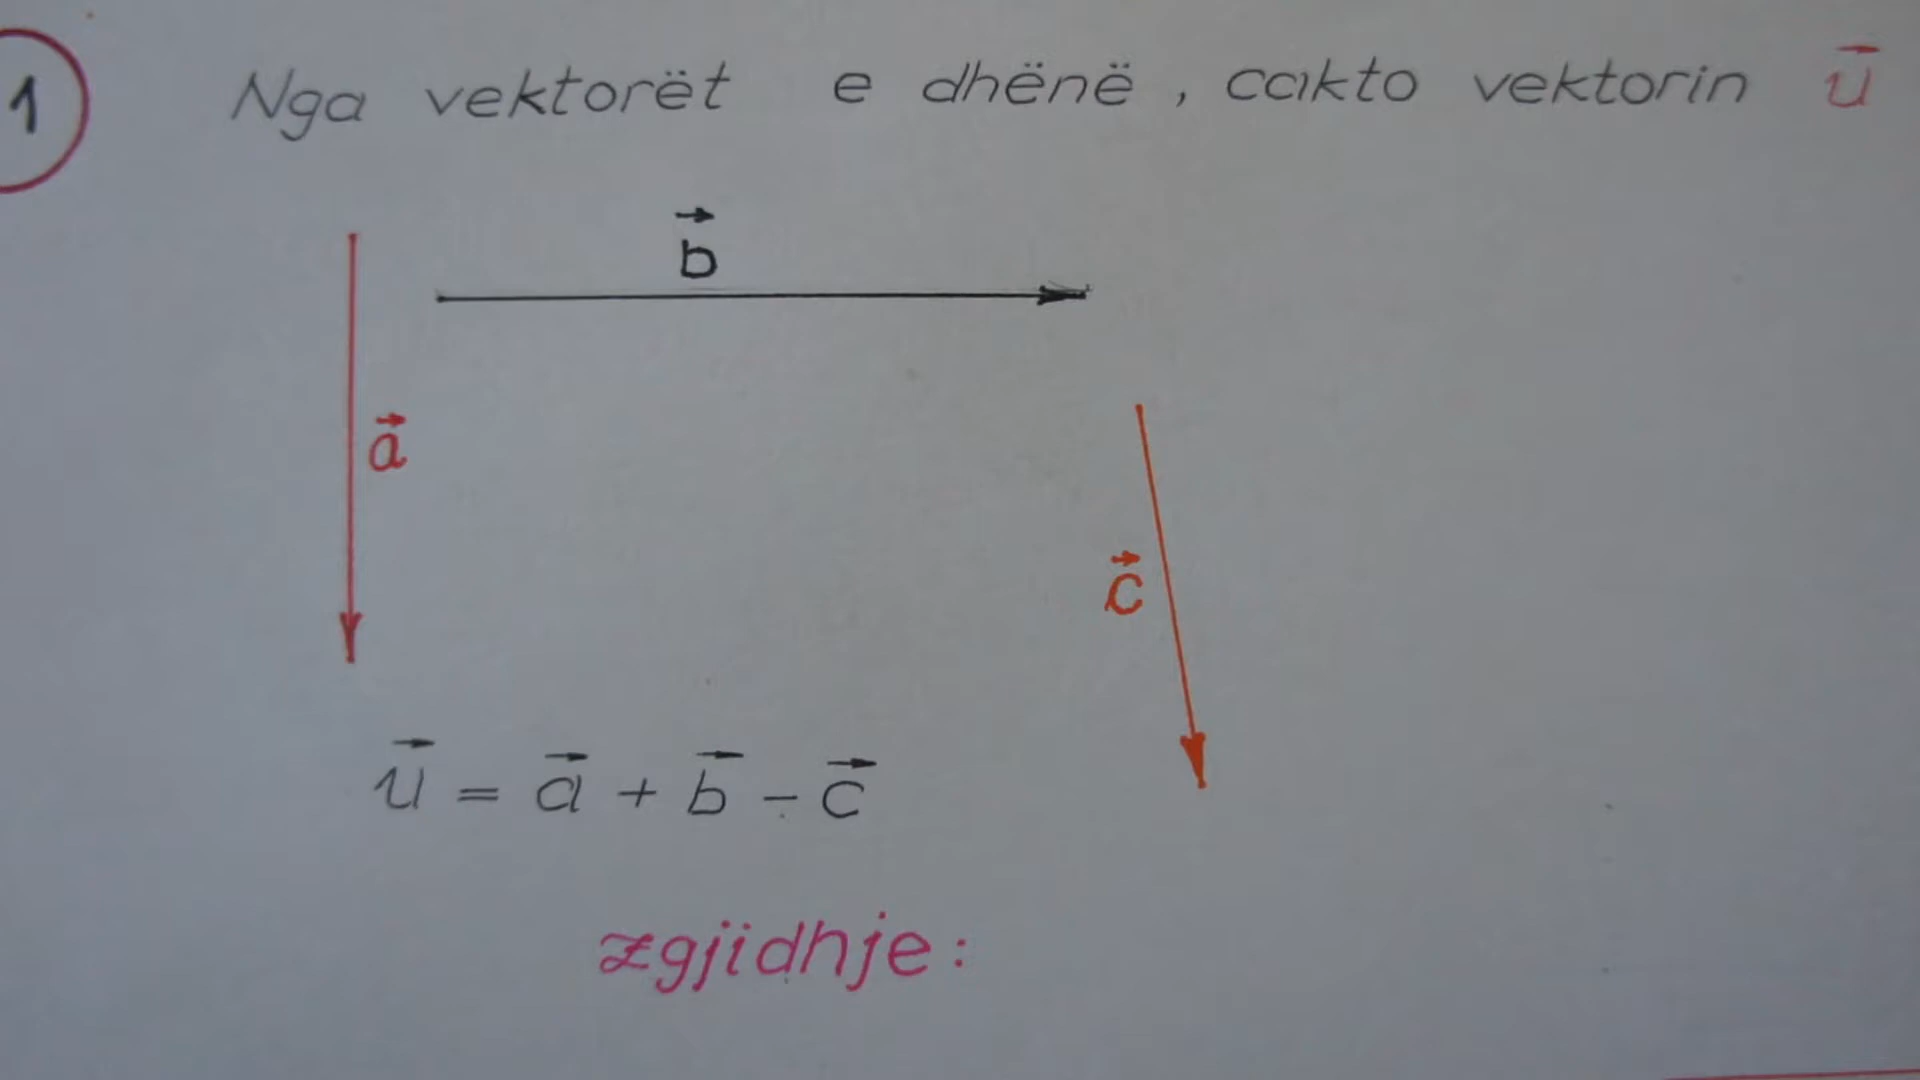 1 Nga vektorët e dhënë, cakto vektorin u⃗
b⃗
a⃗
c⃗
u⃗ = a⃗ + b⃗ - c⃗
zgjidhje: